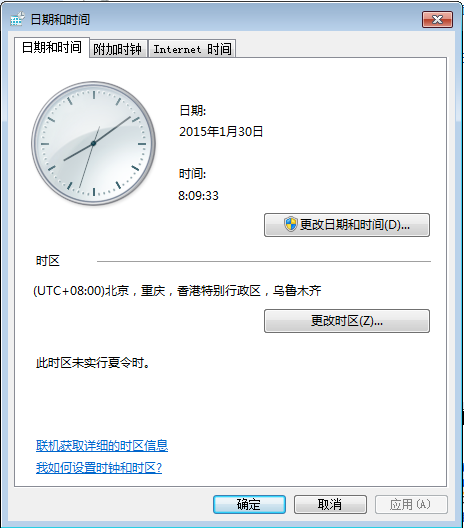 日期和时间
日期和时间 附加时钟 Internet 时间
日期:
2015年1月30日
时间:
8:09:33
更改日期和时间(D)...
时区
(UTC+08:00)北京，重庆，香港特别行政区，乌鲁木齐
更改时区(Z)...
此时区未实行夏令时。
联机获取详细的时区信息
我如何设置时钟和时区?
确定 取消 应用(A)